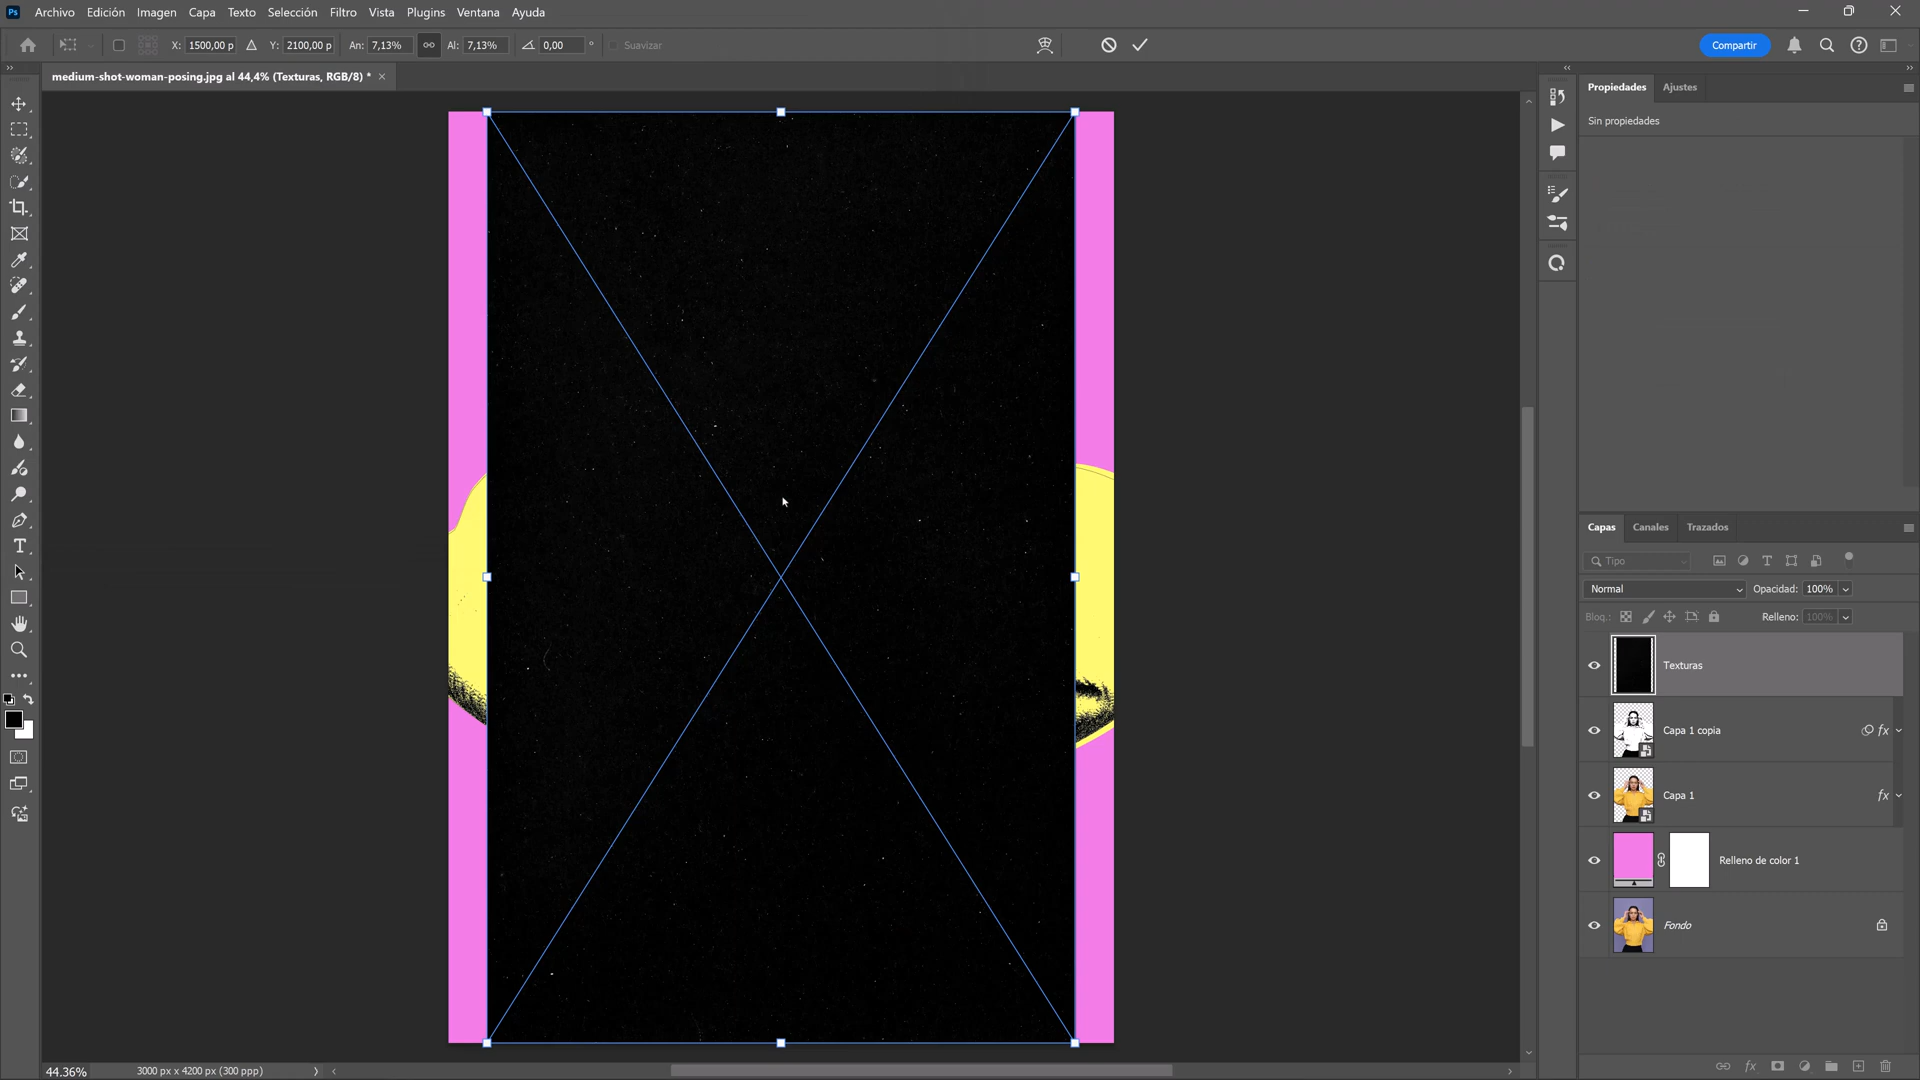 Ps Archivo Edición Imagen Capa Texto Selección Filtro Vista Plugins Ventana Ayuda
X: 1500,00 p Y: 2100,00 p An: 7,13% Al: 7,13% 0,00 ° Suavizar Compartir
medium-shot-woman-posing.jpg al 44,4% (Texturas, RGB/8) *
Propiedades Ajustes
Sin propiedades
Capas Canales Trazados
Tipo
Normal Opacidad: 100%
Bloq.: Relleno: 100%
Texturas
Capa 1 copia fx
Capa 1 fx
Relleno de color 1
Fondo
44.36% 3000 px x 4200 px (300 ppp)
fx